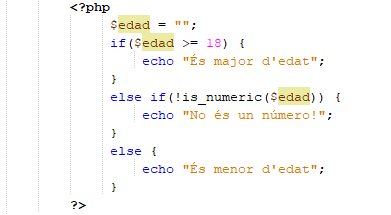 <?php
$edad = "";
if($edad >= 18) {
echo "És major d'edat";
}
else if(!is_numeric($edad)) {
echo "No és un número!";
}
else {
echo "És menor d'edat";
}
?>